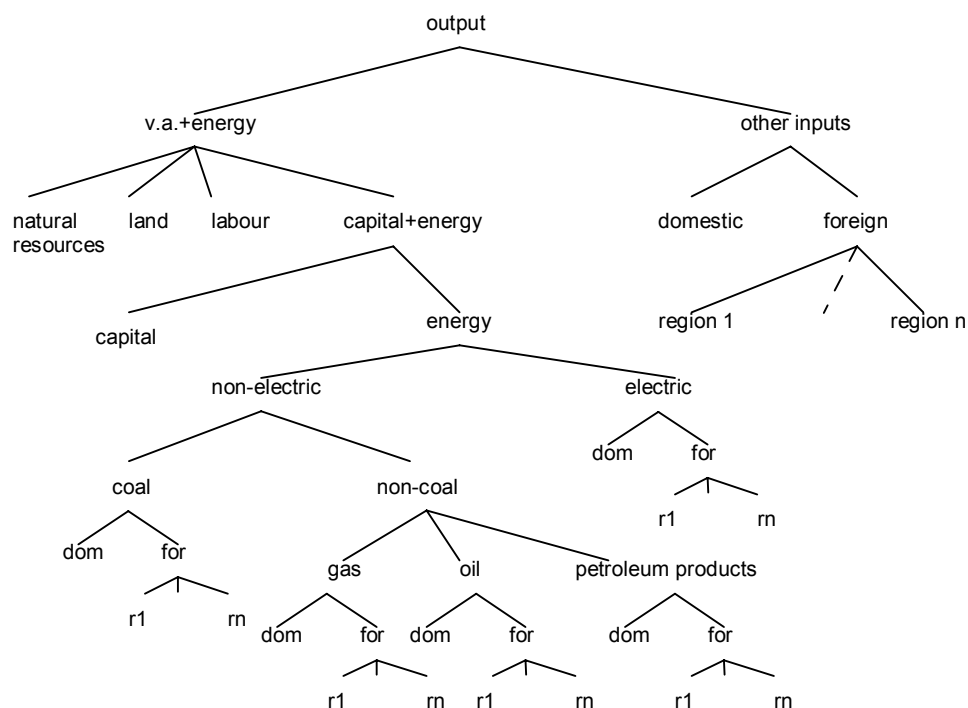 output
v.a.+energy
other inputs
natural
resources
land
labour
capital+energy
domestic
foreign
capital
energy
region 1
region n
non-electric
electric
dom
for
coal
non-coal
r1
rn
dom
for
gas
oil
petroleum products
r1
rn
dom
for
dom
for
dom
for
r1
rn
r1
rn
r1
rn